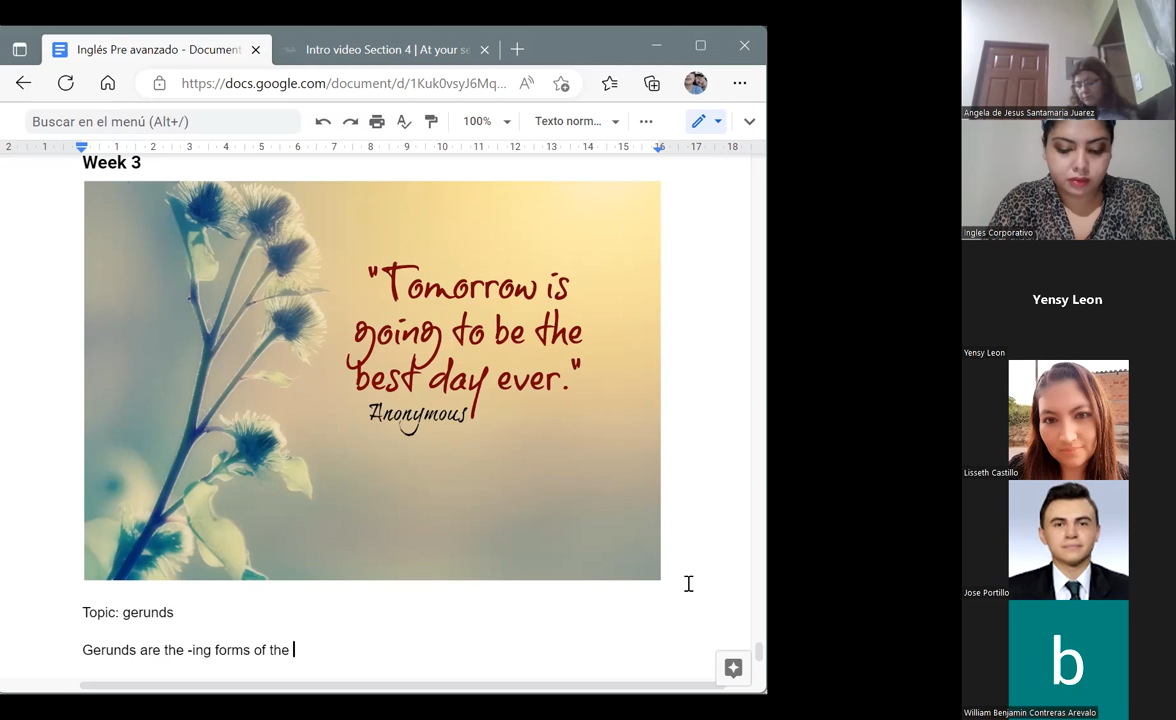 Inglés Pre avanzado - Document
Intro video Section 4 | At your se
https://docs.google.com/document/d/1Kuk0vsyJ6Mq...
Buscar en el menú (Alt+/)
100%
Texto norm...
2 1 1 2 3 4 5 6 7 8 9 10 11 12 13 14 15 16 17 18
Week 3
"Tomorrow is
going to be the
best day ever."
Anonymous
Topic: gerunds
Gerunds are the -ing forms of the
Angela de Jesus Santamaria Juarez
Ingles Corporativo
Yensy Leon
Yensy Leon
Lisseth Castillo
Jose Portillo
b
William Benjamin Contreras Arevalo